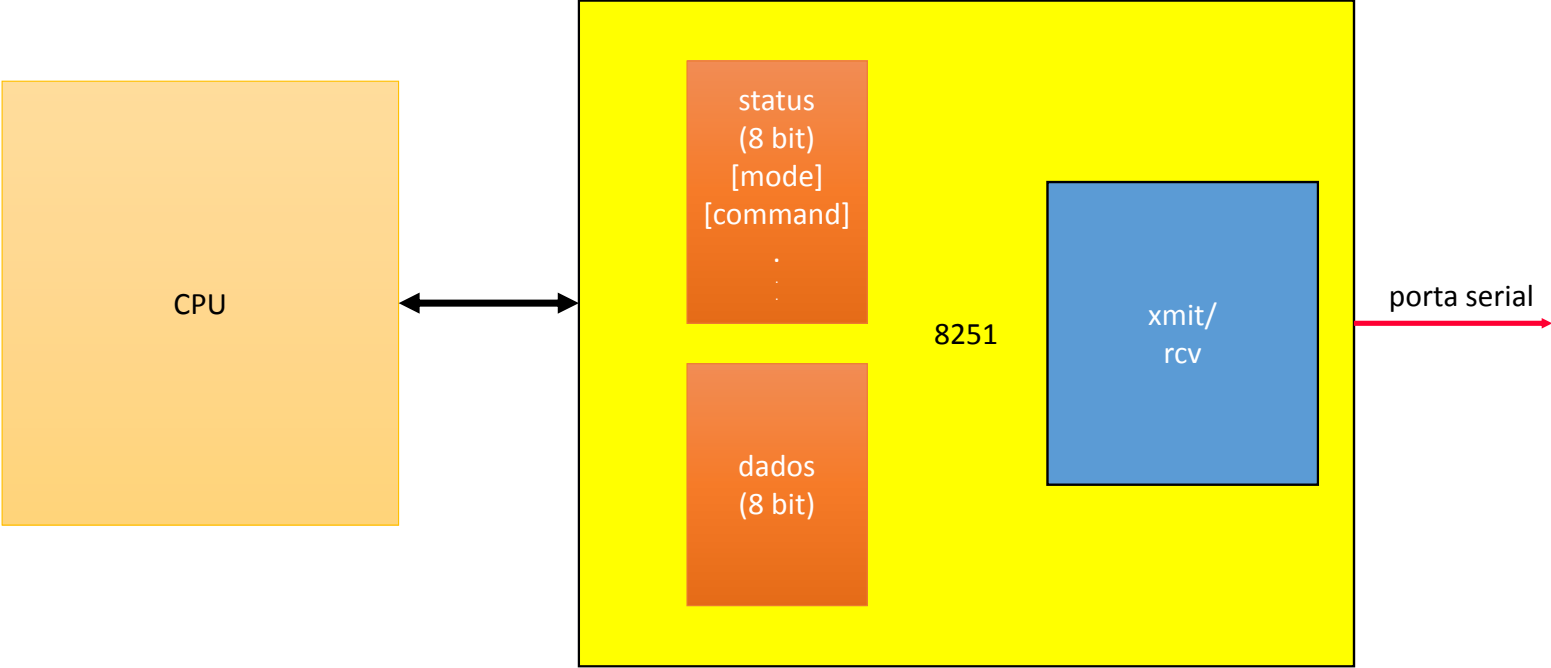 CPU
status
(8 bit)
[mode]
[command]
.
.
.
dados
(8 bit)
8251
xmit/
rcv
porta serial